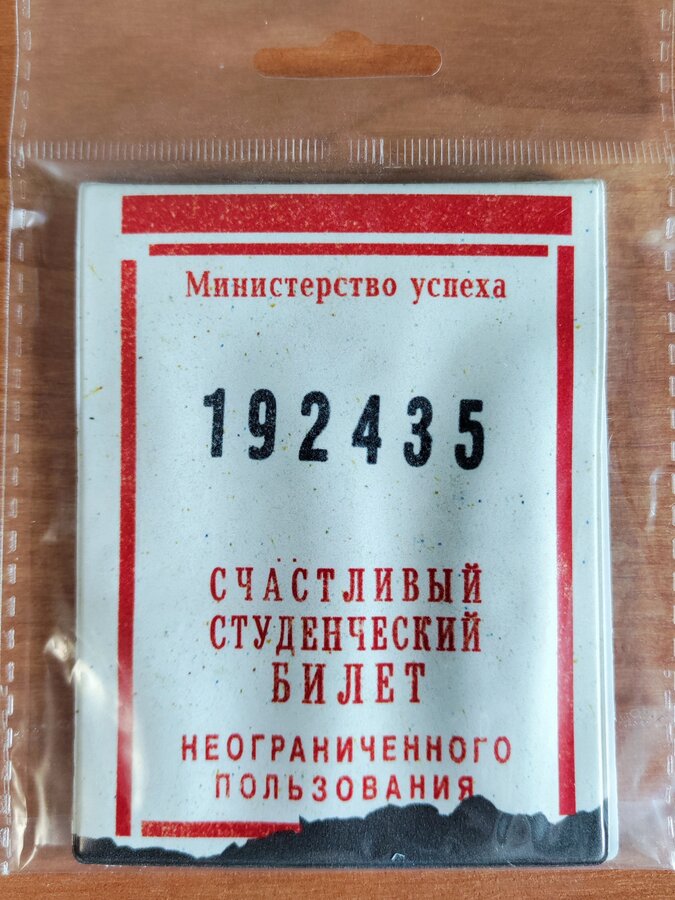 Министерство успеха
192435
СЧАСТЛИВЫЙ
СТУДЕНЧЕСКИЙ
БИЛЕТ
НЕОГРАНИЧЕННОГО
ПОЛЬЗОВАНИЯ